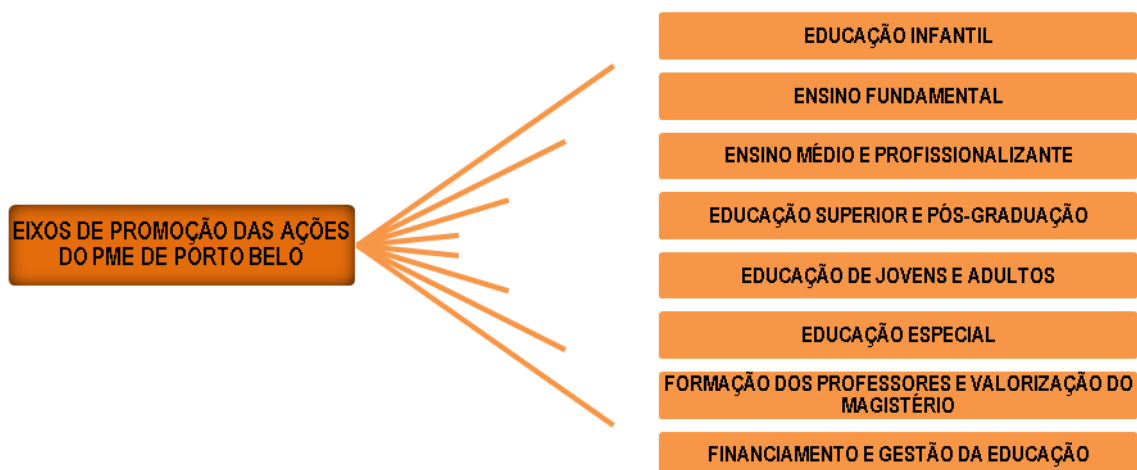 EIXOS DE PROMOÇÃO DAS AÇÕES
DO PME DE PORTO BELO
EDUCAÇÃO INFANTIL
ENSINO FUNDAMENTAL
ENSINO MÉDIO E PROFISSIONALIZANTE
EDUCAÇÃO SUPERIOR E PÓS-GRADUAÇÃO
EDUCAÇÃO DE JOVENS E ADULTOS
EDUCAÇÃO ESPECIAL
FORMAÇÃO DOS PROFESSORES E VALORIZAÇÃO DO
MAGISTÉRIO
FINANCIAMENTO E GESTÃO DA EDUCAÇÃO